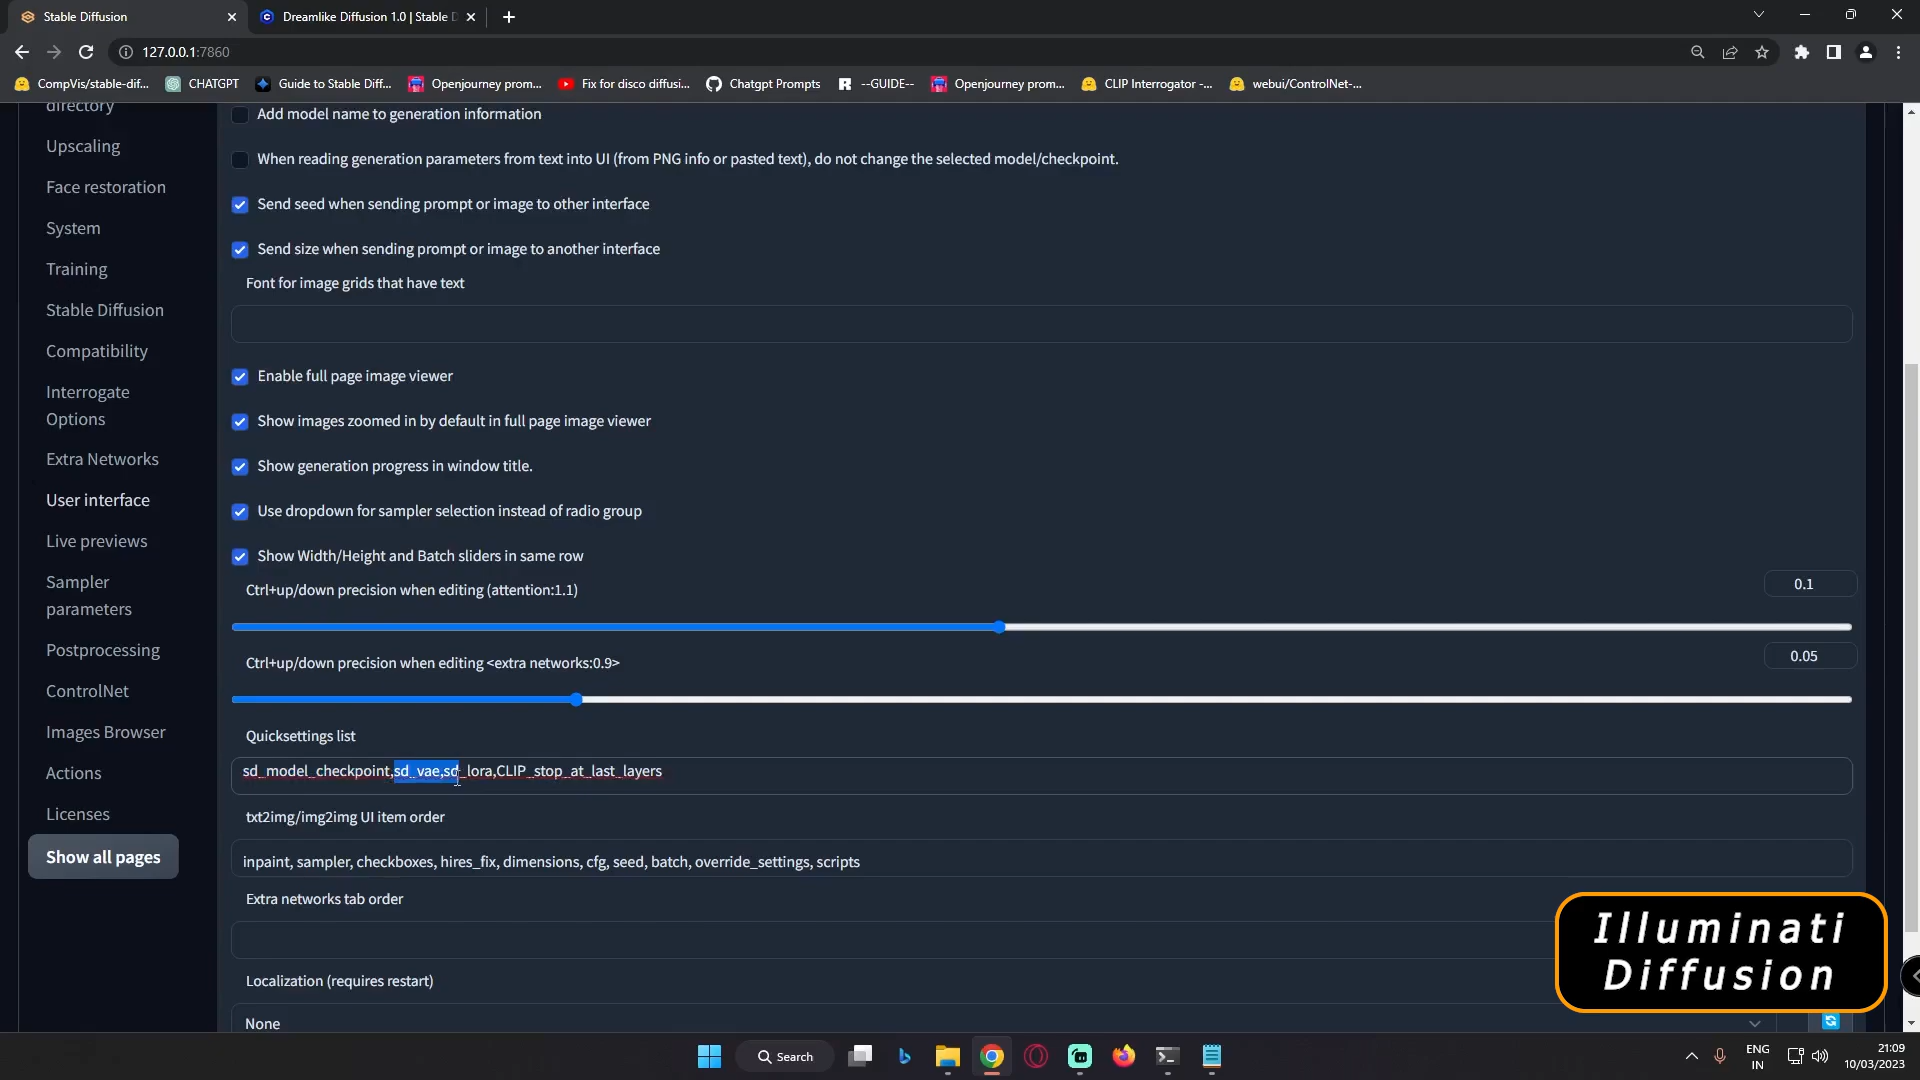 Stable Diffusion
Dreamlike Diffusion 1.0 | Stable D
127.0.0.1:7860
CompVis/stable-dif...
CHATGPT
Guide to Stable Diff...
Openjourney prom...
Fix for disco diffusi...
Chatgpt Prompts
--GUIDE--
Openjourney prom...
CLIP Interrogator -...
webui/ControlNet-...
directory
Upscaling
Face restoration
System
Training
Stable Diffusion
Compatibility
Interrogate
Options
Extra Networks
User interface
Live previews
Sampler
parameters
Postprocessing
ControlNet
Images Browser
Actions
Licenses
Show all pages
Add model name to generation information
When reading generation parameters from text into UI (from PNG info or pasted text), do not change the selected model/checkpoint.
Send seed when sending prompt or image to other interface
Send size when sending prompt or image to another interface
Font for image grids that have text
Enable full page image viewer
Show images zoomed in by default in full page image viewer
Show generation progress in window title.
Use dropdown for sampler selection instead of radio group
Show Width/Height and Batch sliders in same row
Ctrl+up/down precision when editing (attention:1.1)
0.1
Ctrl+up/down precision when editing <extra networks:0.9>
0.05
Quicksettings list
sd_model_checkpoint,sd_vae,sd_lora,CLIP_stop_at_last_layers
txt2img/img2img UI item order
inpaint, sampler, checkboxes, hires_fix, dimensions, cfg, seed, batch, override_settings, scripts
Extra networks tab order
Localization (requires restart)
None
Illuminati
Diffusion
Search
ENG
IN
21:09
10/03/2023